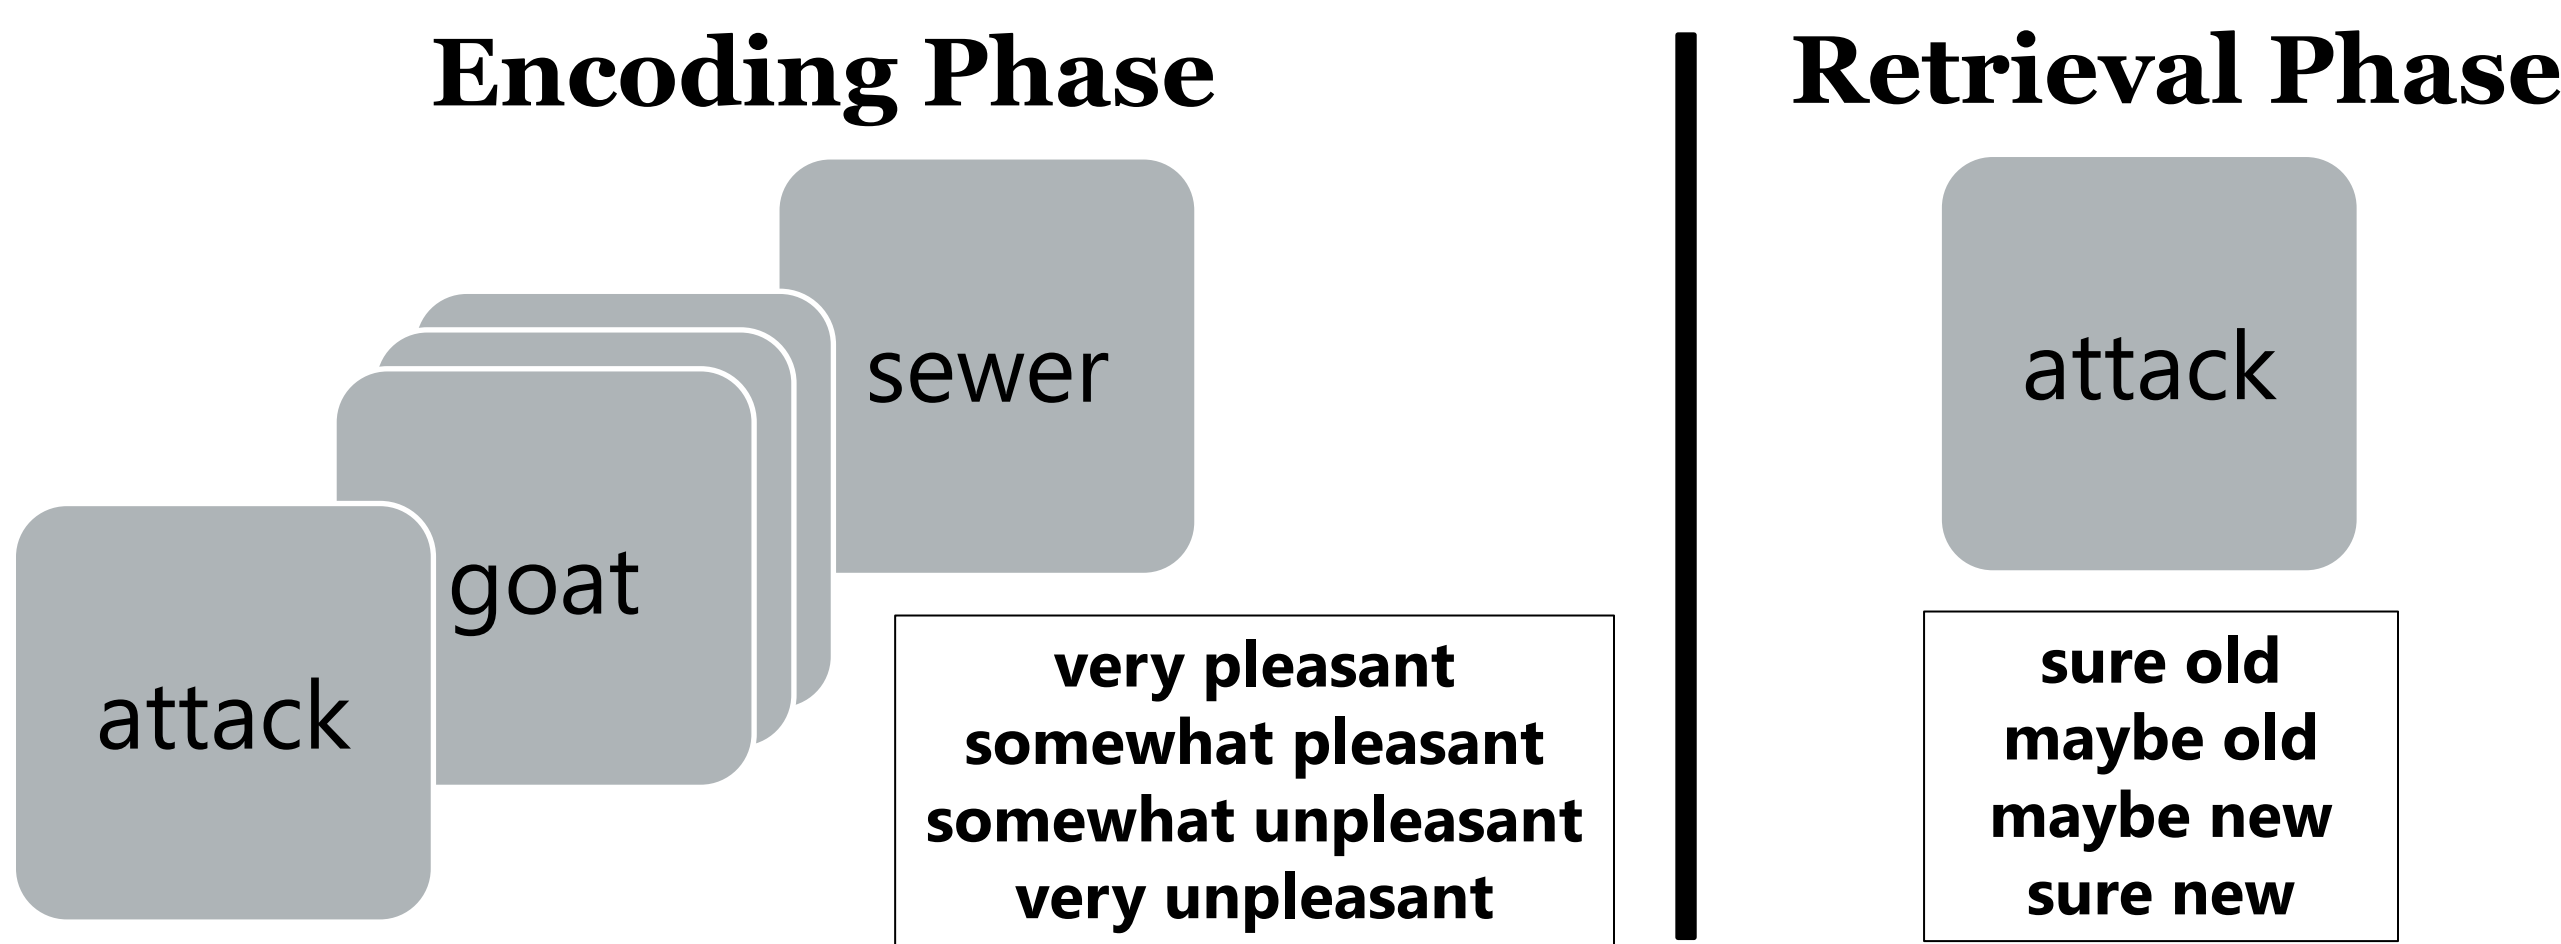 Encoding Phase
attack
goat
sewer
very pleasant
somewhat pleasant
somewhat unpleasant
very unpleasant
Retrieval Phase
attack
sure old
maybe old
maybe new
sure new